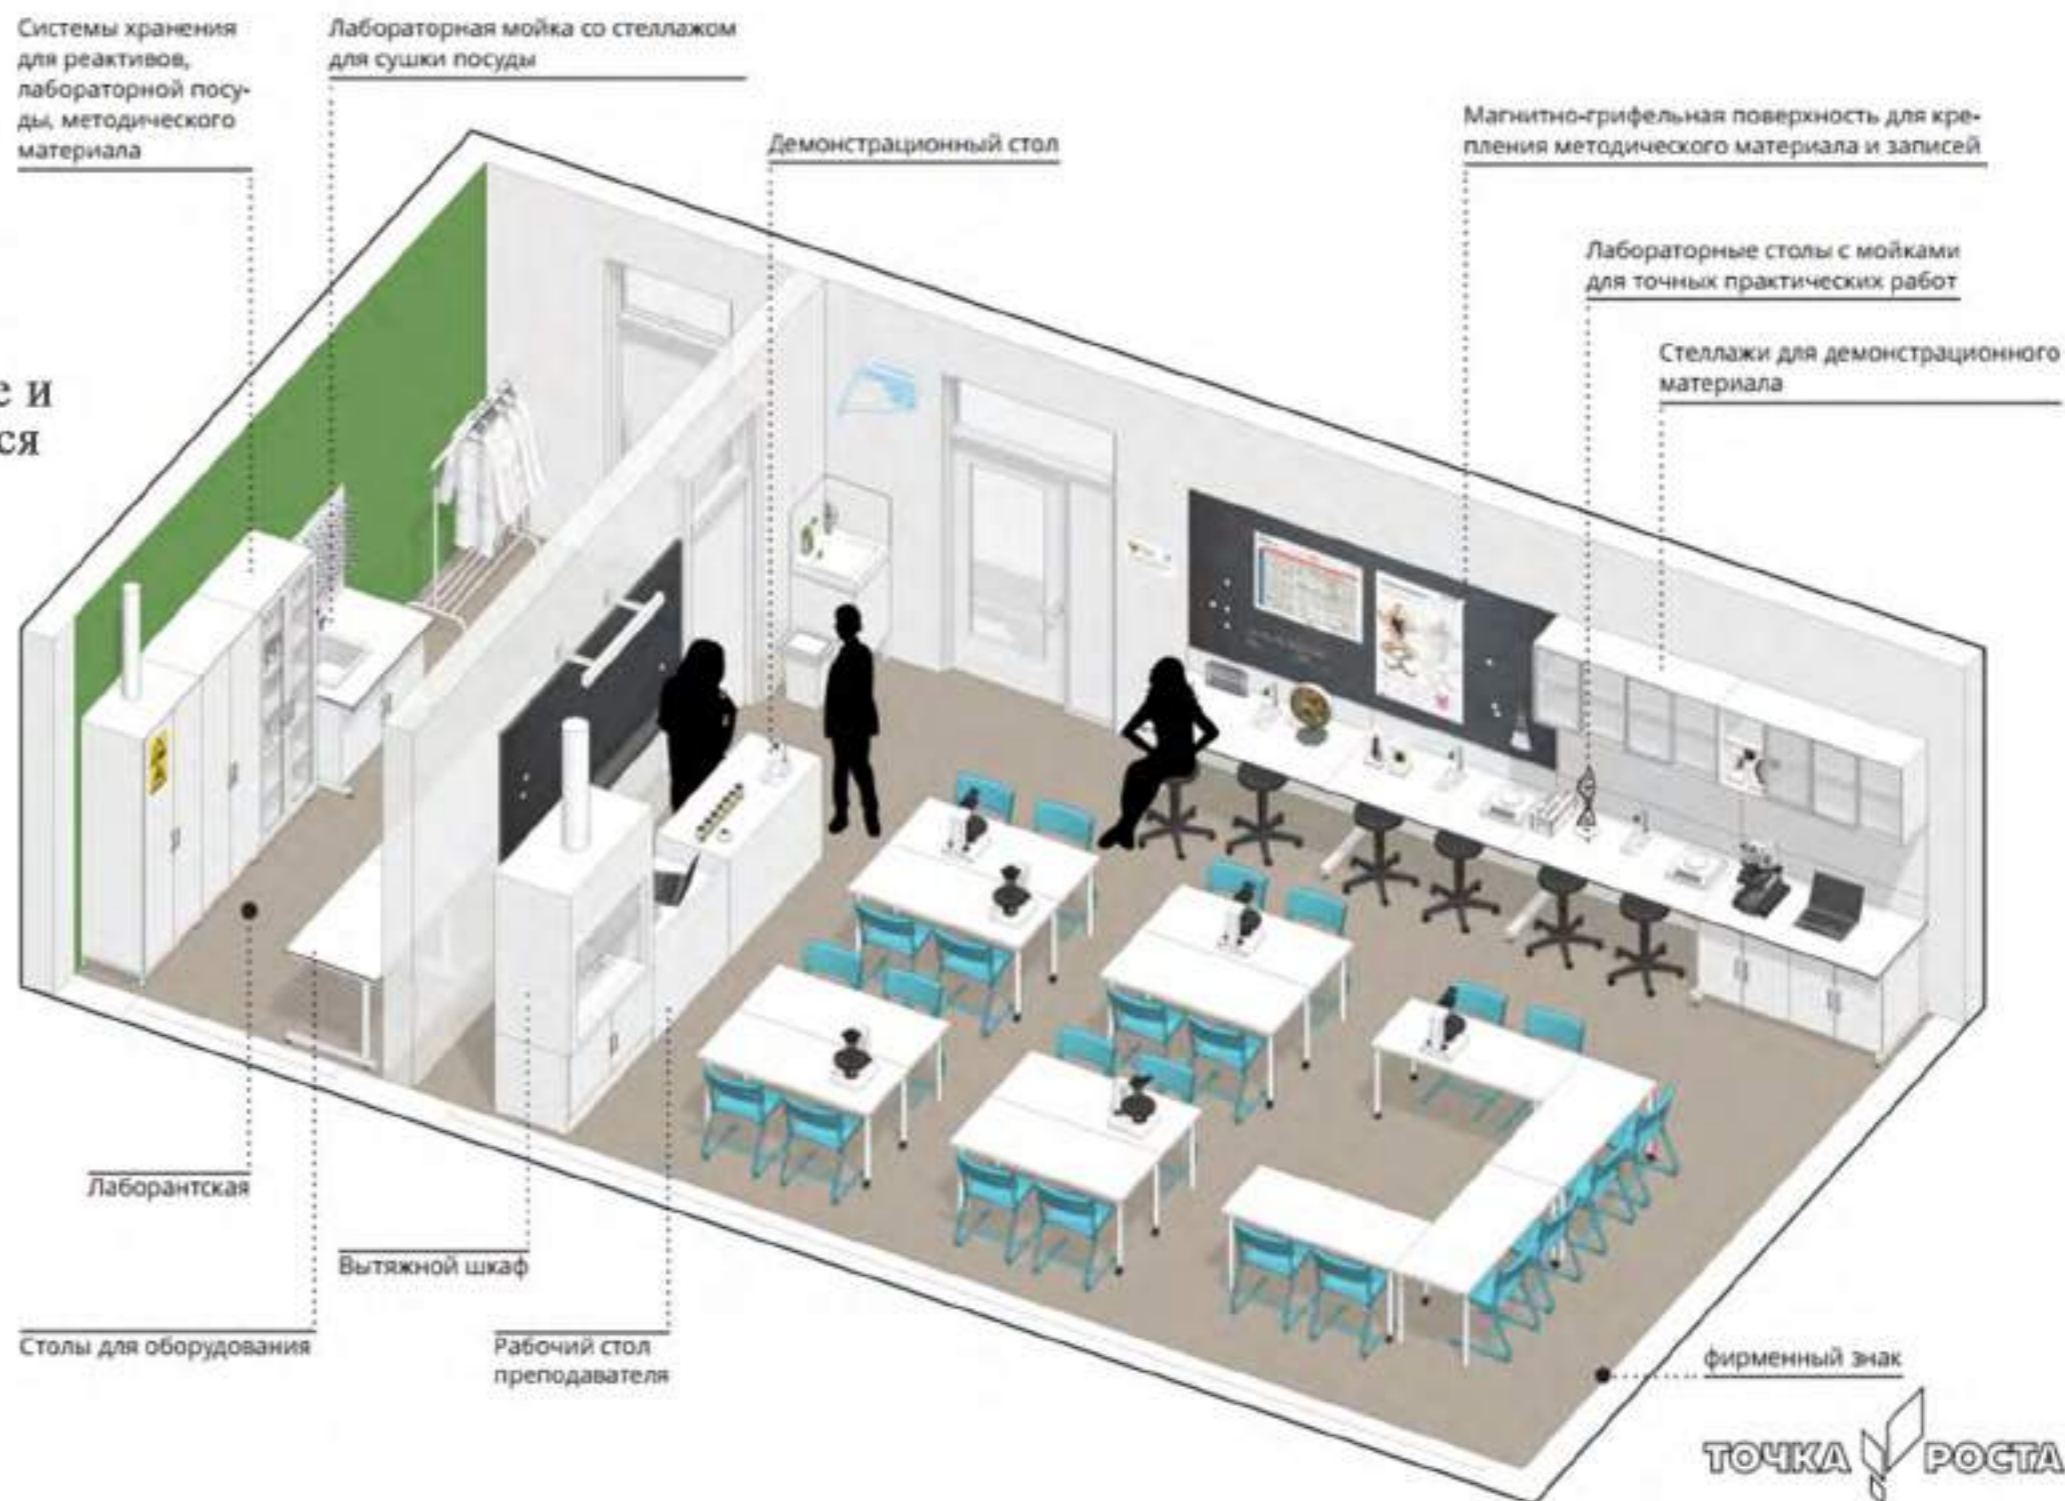 Системы хранения
для реактивов,
лабораторной посу-
ды, методического
материала
Лабораторная мойка со стеллажом
для сушки посуды
Демонстрационный стол
Магнитно-грифельная поверхность для кре-
пления методического материала и записей
Лабораторные столы с мойками
для точных практических работ
Стеллажи для демонстрационного
материала
е и
ся
Лаборантская
Вытяжной шкаф
Столы для оборудования
Рабочий стол
преподавателя
фирменный знак
ТОЧКА РОСТА